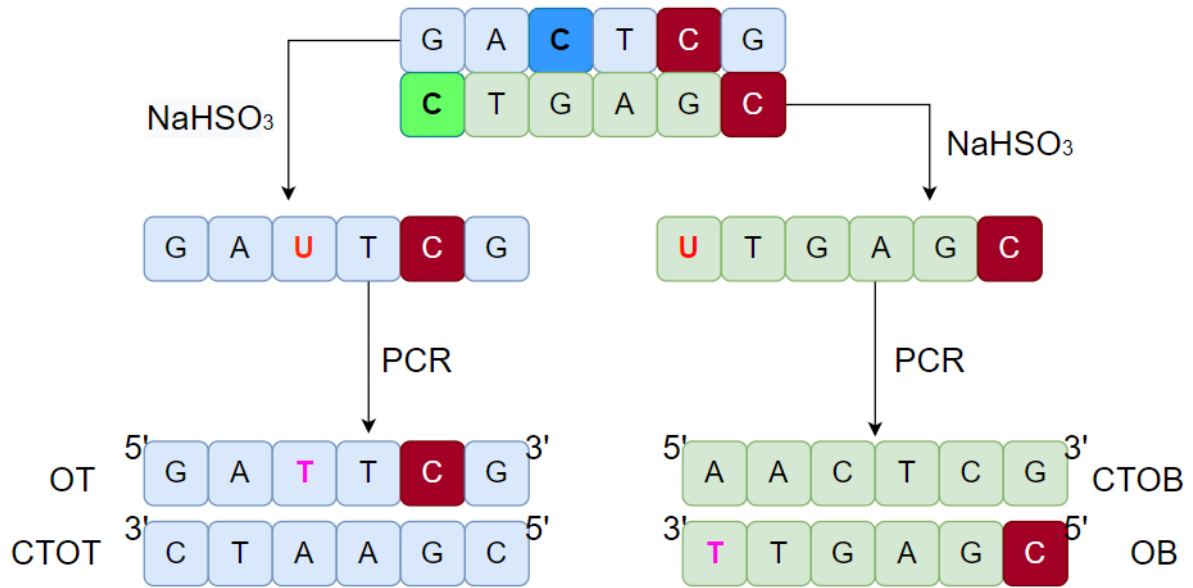 G A C T C G
C T G A G C
NaHSO₃
NaHSO₃
G A U T C G
U T G A G C
PCR
PCR
5' 3'
OT G A T T C G
3' 5'
CTOT C T A A G C
5' 3'
A A C T C G CTOB
3' 5'
T T G A G C OB